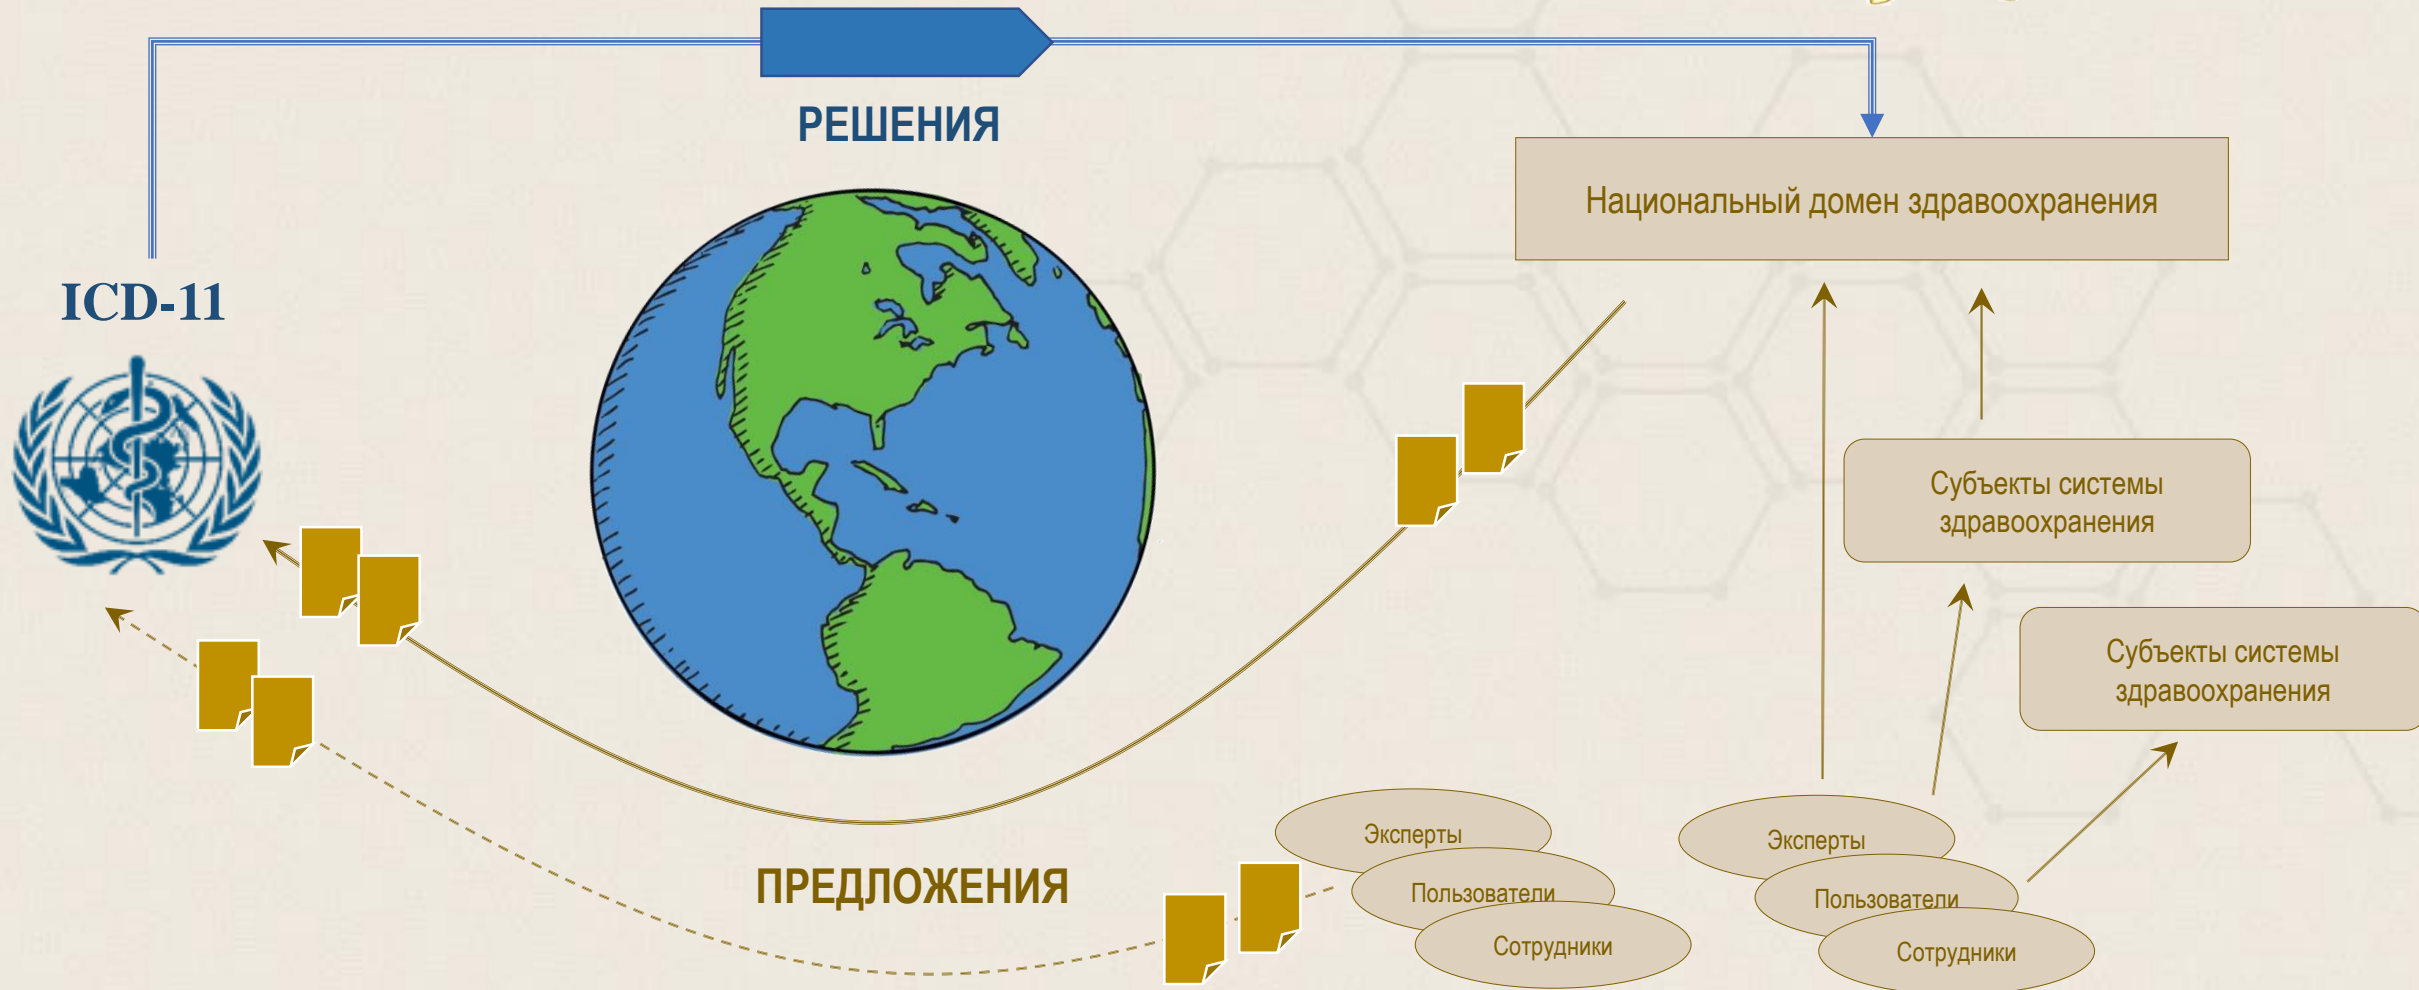 РЕШЕНИЯ
Национальный домен здравоохранения
ICD-11
Субъекты системы
здравоохранения
Субъекты системы
здравоохранения
ПРЕДЛОЖЕНИЯ
Эксперты
Пользователи
Сотрудники
Эксперты
Пользователи
Сотрудники